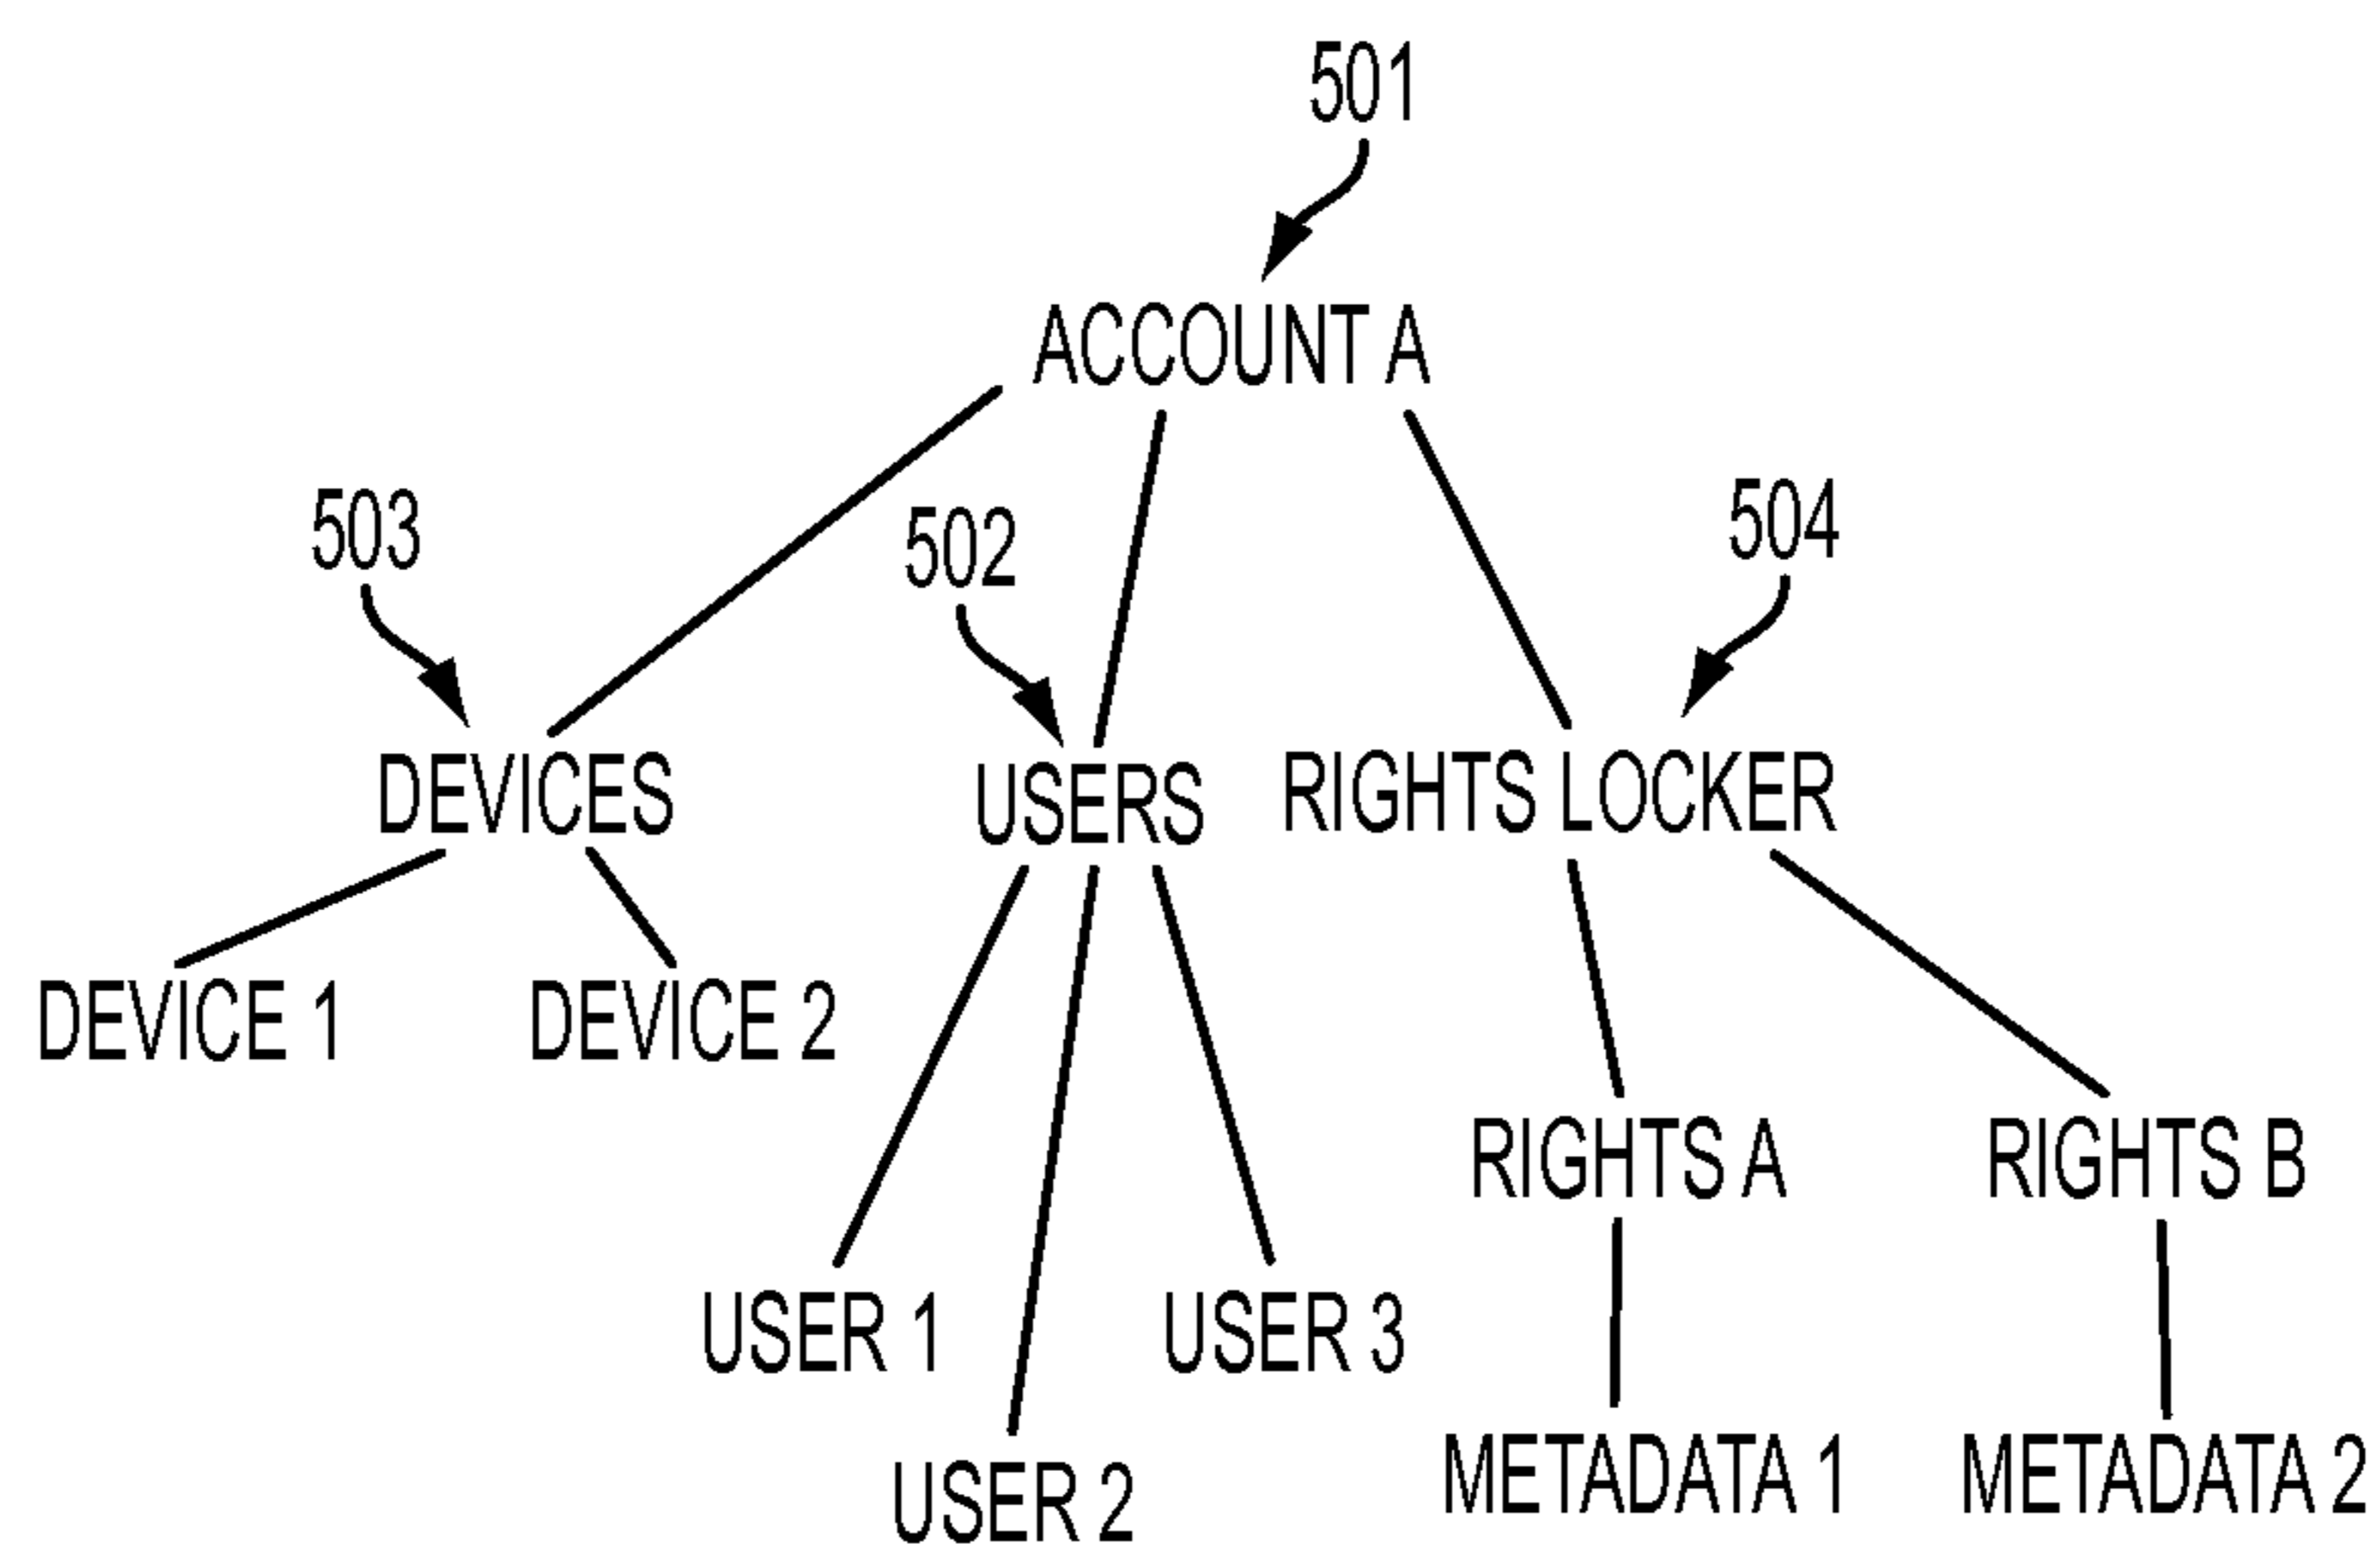 501
ACCOUNT A
503
502
504
DEVICES
USERS
RIGHTS LOCKER
DEVICE 1
DEVICE 2
RIGHTS A
RIGHTS B
USER 1
USER 3
USER 2
METADATA 1
METADATA 2